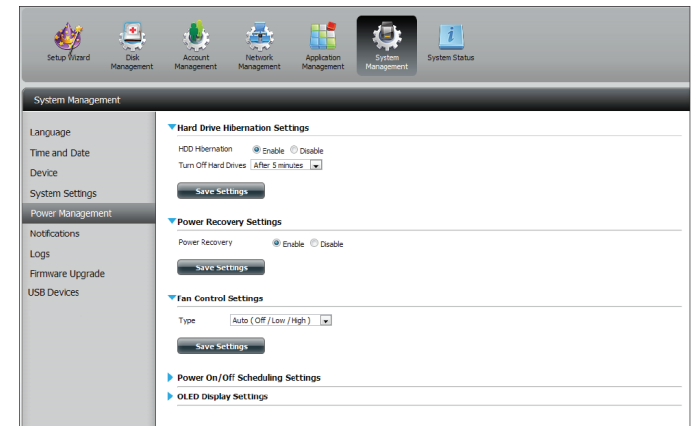 Setup Wizard
Disk Management
Account Management
Network Management
Application Management
System Management
System Status
System Management
Language
Time and Date
Device
System Settings
Power Management
Notifications
Logs
Firmware Upgrade
USB Devices
Hard Drive Hibernation Settings
HDD Hibernation Enable Disable
Turn Off Hard Drives After 5 minutes
Save Settings
Power Recovery Settings
Power Recovery Enable Disable
Save Settings
Fan Control Settings
Type Auto ( Off / Low / High )
Save Settings
Power On/Off Scheduling Settings
OLED Display Settings